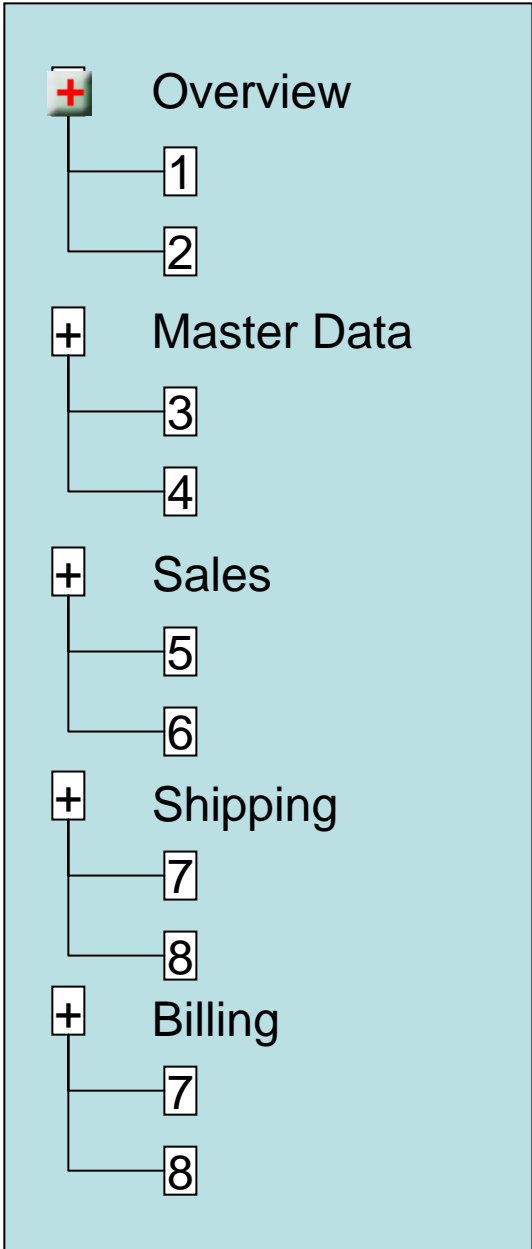 + Overview
1
2
+ Master Data
3
4
+ Sales
5
6
+ Shipping
7
8
+ Billing
7
8